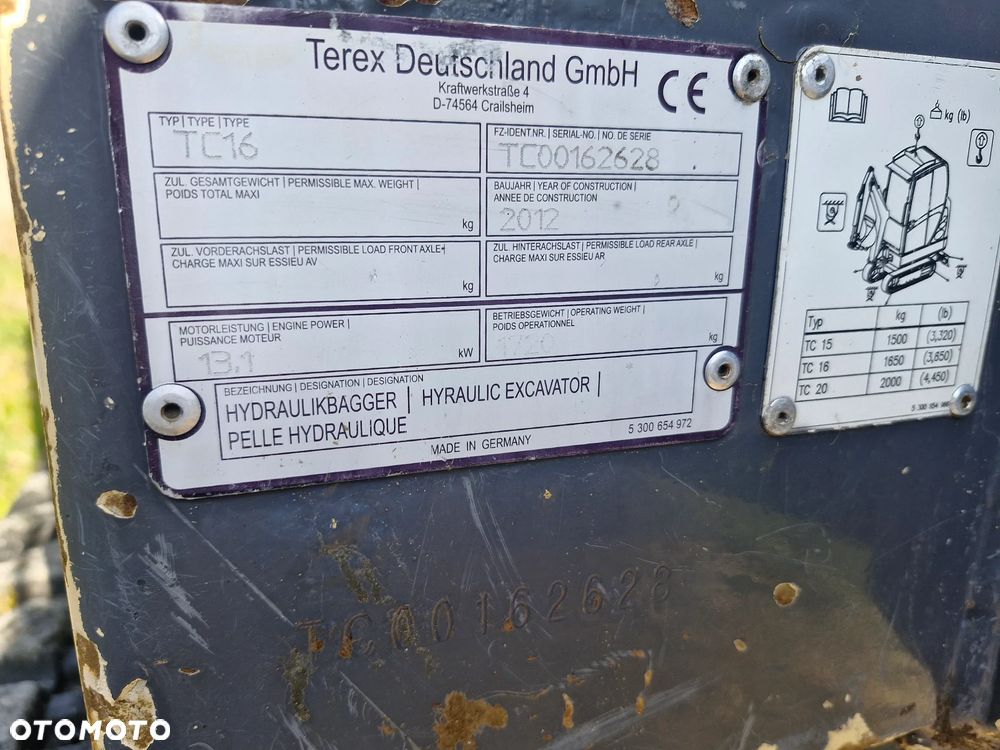 Terex Deutschland GmbH
Kraftwerkstraße 4
D-74564 Crailsheim
CE
TYP | TYPE | TYPE
TC16
FZ-IDENT NR. | SERIAL-NO. | NO. DE SERIE
TC00162628
ZUL. GESAMTGEWICHT | PERMISSIBLE MAX. WEIGHT |
POIDS TOTAL MAXI
kg
BAUJAHR | YEAR OF CONSTRUCTION |
ANNEE DE CONSTRUCTION
2012
ZUL. VORDERACHSLAST | PERMISSIBLE LOAD FRONT AXLE |
CHARGE MAXI SUR ESSIEU AV
kg
ZUL. HINTERACHSLAST | PERMISSIBLE LOAD REAR AXLE |
CHARGE MAXI SUR ESSIEU AR
kg
MOTORLEISTUNG | ENGINE POWER |
PUISSANCE MOTEUR
13,1
kW
BETRIEBSGEWICHT | OPERATING WEIGHT |
POIDS OPERATIONNEL
1720
kg
BEZEICHNUNG | DESIGNATION | DESIGNATION
HYDRAULIKBAGGER | HYRAULIC EXCAVATOR |
PELLE HYDRAULIQUE
MADE IN GERMANY
5 300 654 972
kg (lb)
Typ kg (lb)
TC 15 1500 (3,320)
TC 16 1650 (3,650)
TC 20 2000 (4,450)
5 300 654
TC00162628
OTOMOTO